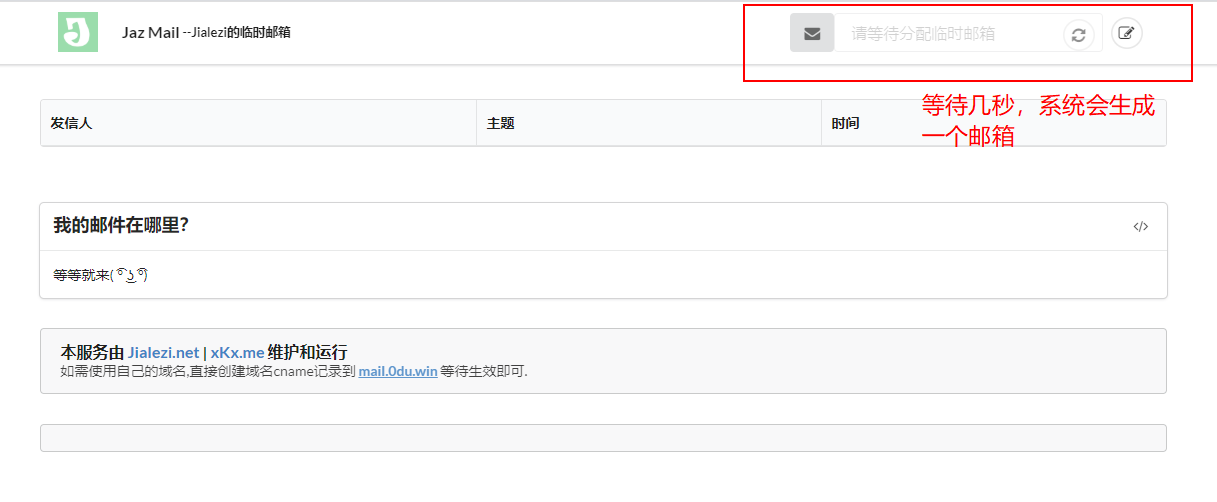 Jaz Mail --Jialezi的临时邮箱
请等待分配临时邮箱
等待几秒，系统会生成
一个邮箱
发信人 主题 时间
我的邮件在哪里？
</>
等等就来( ͡° ͜ʖ ͡°)
本服务由 Jialezi.net | xKx.me 维护和运行
如需使用自己的域名,直接创建域名cname记录到 mail.0du.win 等待生效即可.